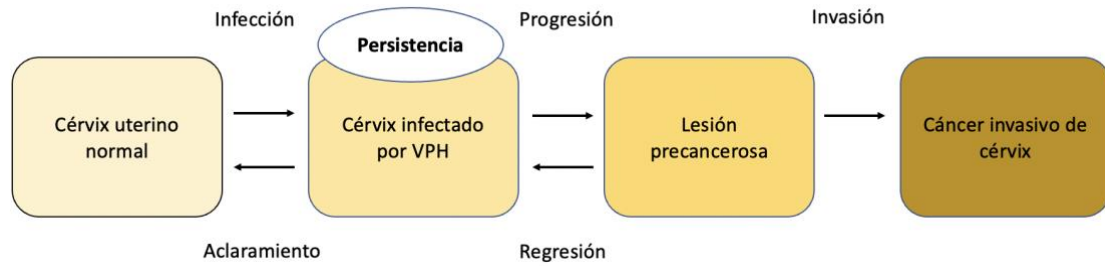 Infección
Progresión
Invasión
Persistencia
Cérvix uterino
normal
Cérvix infectado
por VPH
Lesión
precancerosa
Cáncer invasivo de
cérvix
Aclaramiento
Regresión